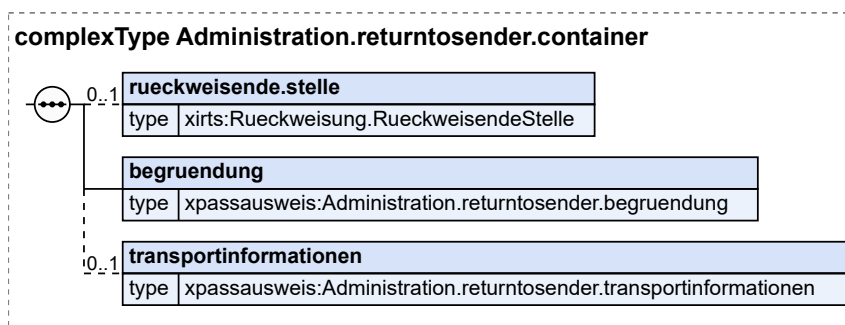 complexType Administration.returntosender.container
0..1
rueckweisende.stelle
type xirts:Rueckweisung.RueckweisendeStelle
begruendung
type xpassausweis:Administration.returntosender.begruendung
0..1
transportinformationen
type xpassausweis:Administration.returntosender.transportinformationen